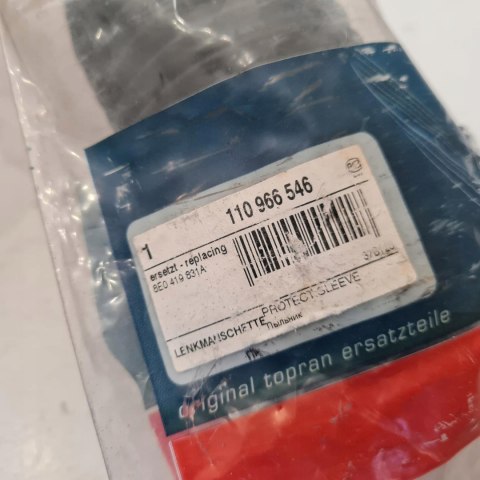 110 966 546
1
ersetzt - replacing
8E0 419 831A
LENKMANSCHETTE
PROTECT.SLEEVE
Пыльник
original topran ersatzteile